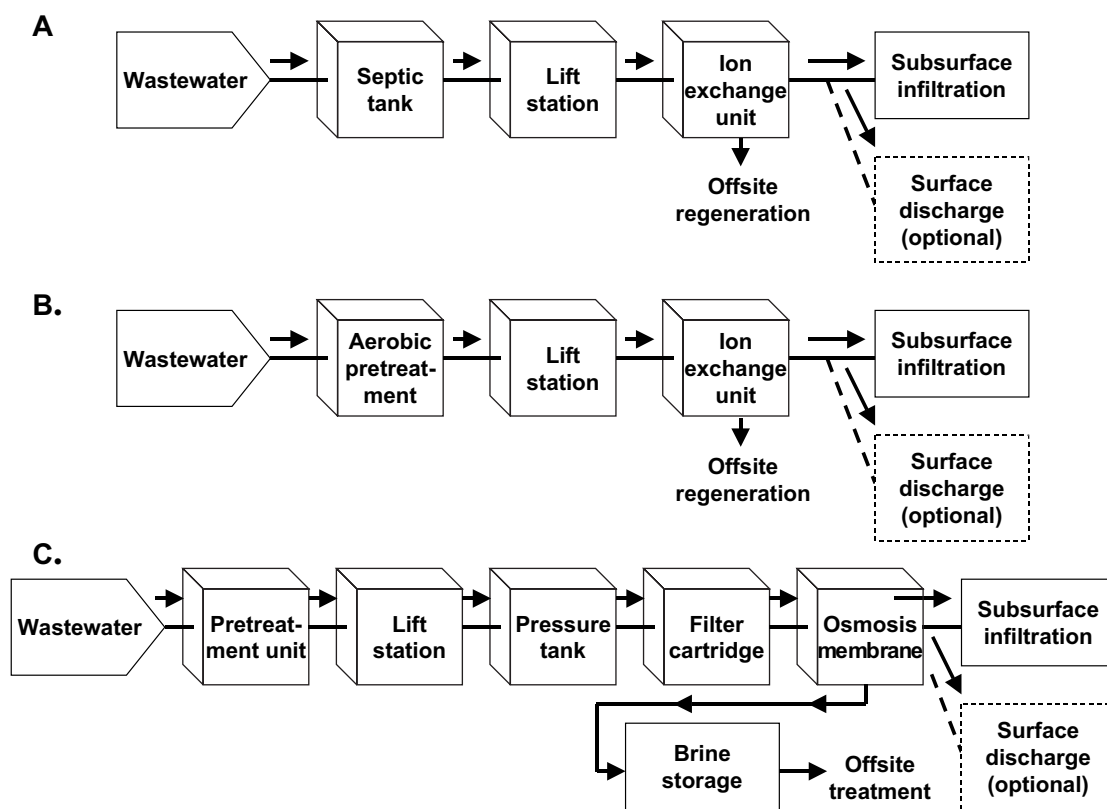 A
Wastewater
Septic
tank
Lift
station
Ion
exchange
unit
Subsurface
infiltration
Offsite
regeneration
Surface
discharge
(optional)
B.
Wastewater
Aerobic
pretreat-
ment
Lift
station
Ion
exchange
unit
Subsurface
infiltration
Offsite
regeneration
Surface
discharge
(optional)
C.
Wastewater
Pretreat-
ment unit
Lift
station
Pressure
tank
Filter
cartridge
Osmosis
membrane
Subsurface
infiltration
Brine
storage
Offsite
treatment
Surface
discharge
(optional)